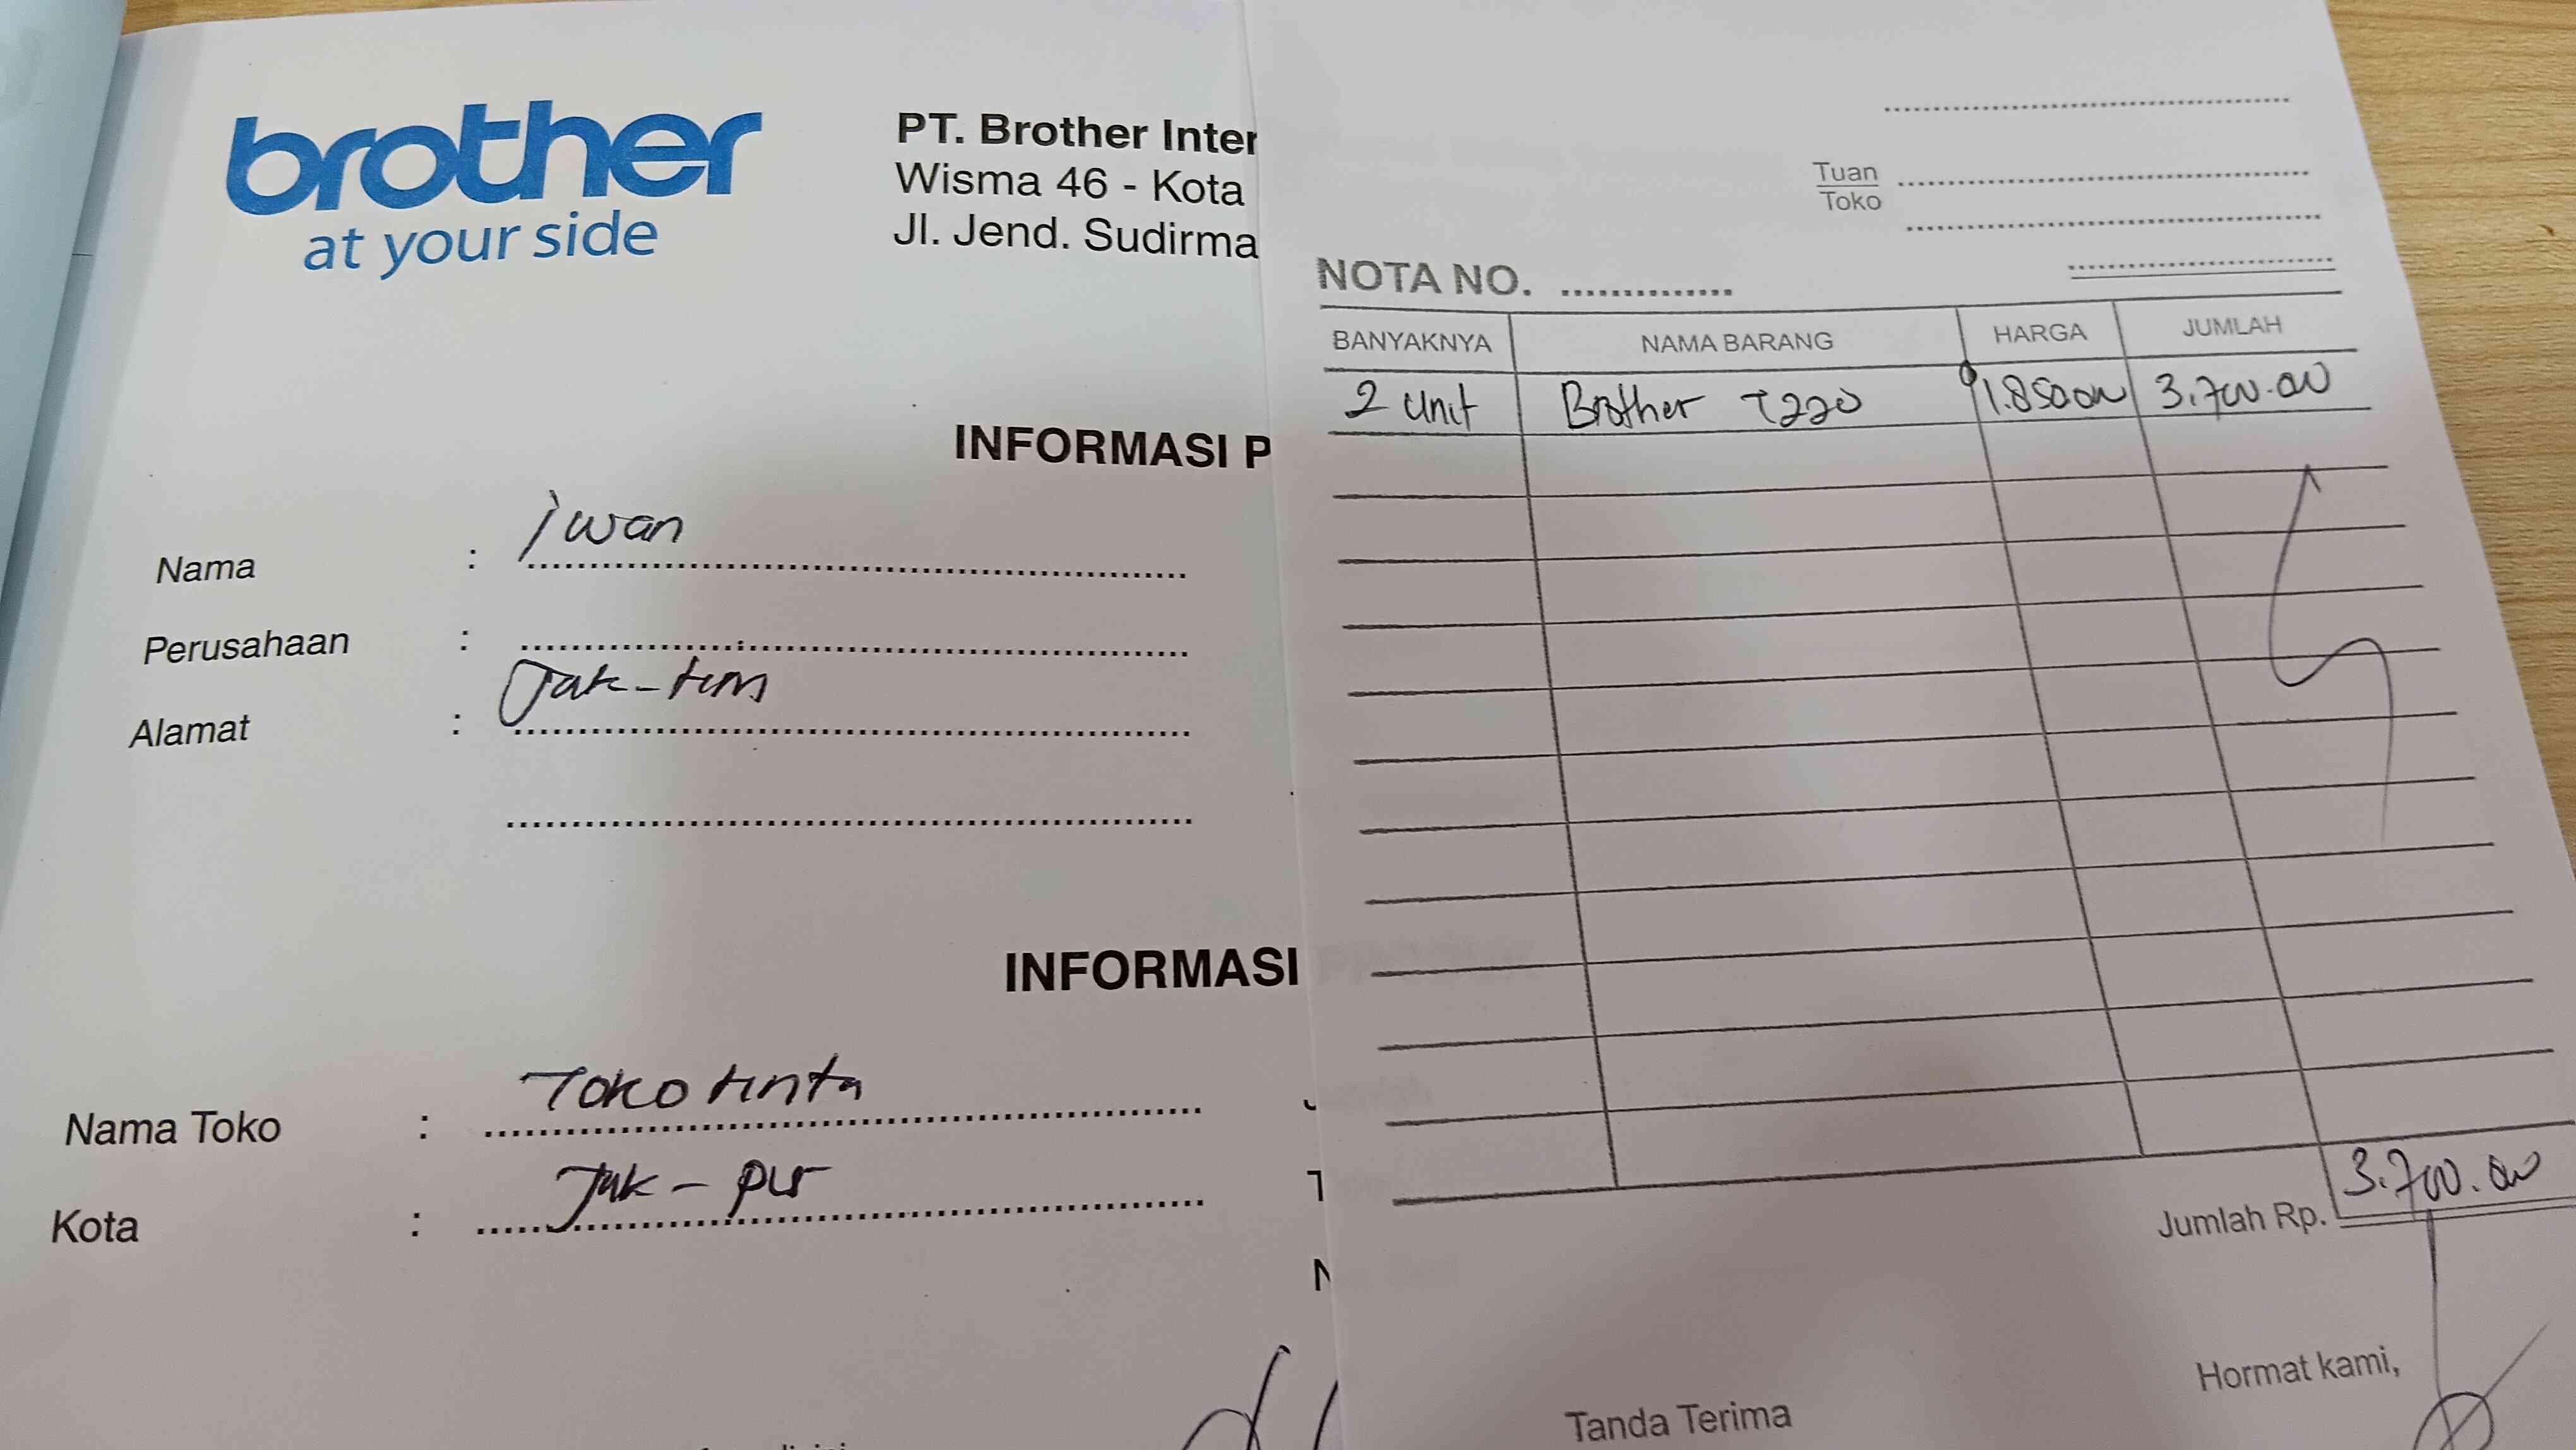 brother
at your side
PT. Brother Inter
Wisma 46 - Kota
Jl. Jend. Sudirma
INFORMASI P
Nama : iwan
Perusahaan :
Alamat : Jak-tim
INFORMASI
Nama Toko : Toko tinta
Kota : Jak - pus
Tuan
Toko
NOTA NO.
BANYAKNYA NAMA BARANG HARGA JUMLAH
2 unit Brother T220 1.850.000 3.700.000
Jumlah Rp. 3.700.000
Tanda Terima
Hormat kami,